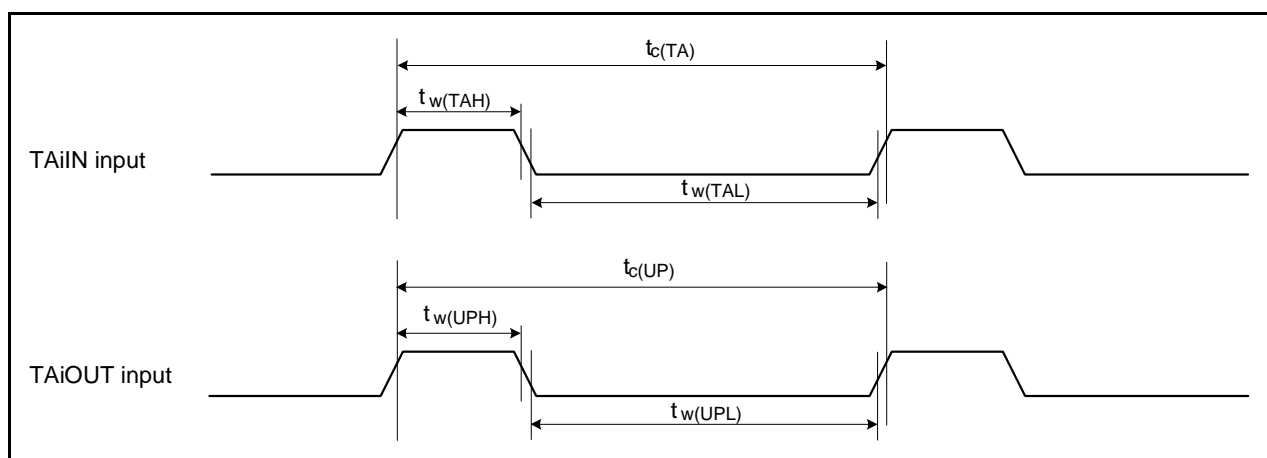 tc(TA)
tw(TAH)
TAiIN input
tw(TAL)
tc(UP)
tw(UPH)
TAiOUT input
tw(UPL)